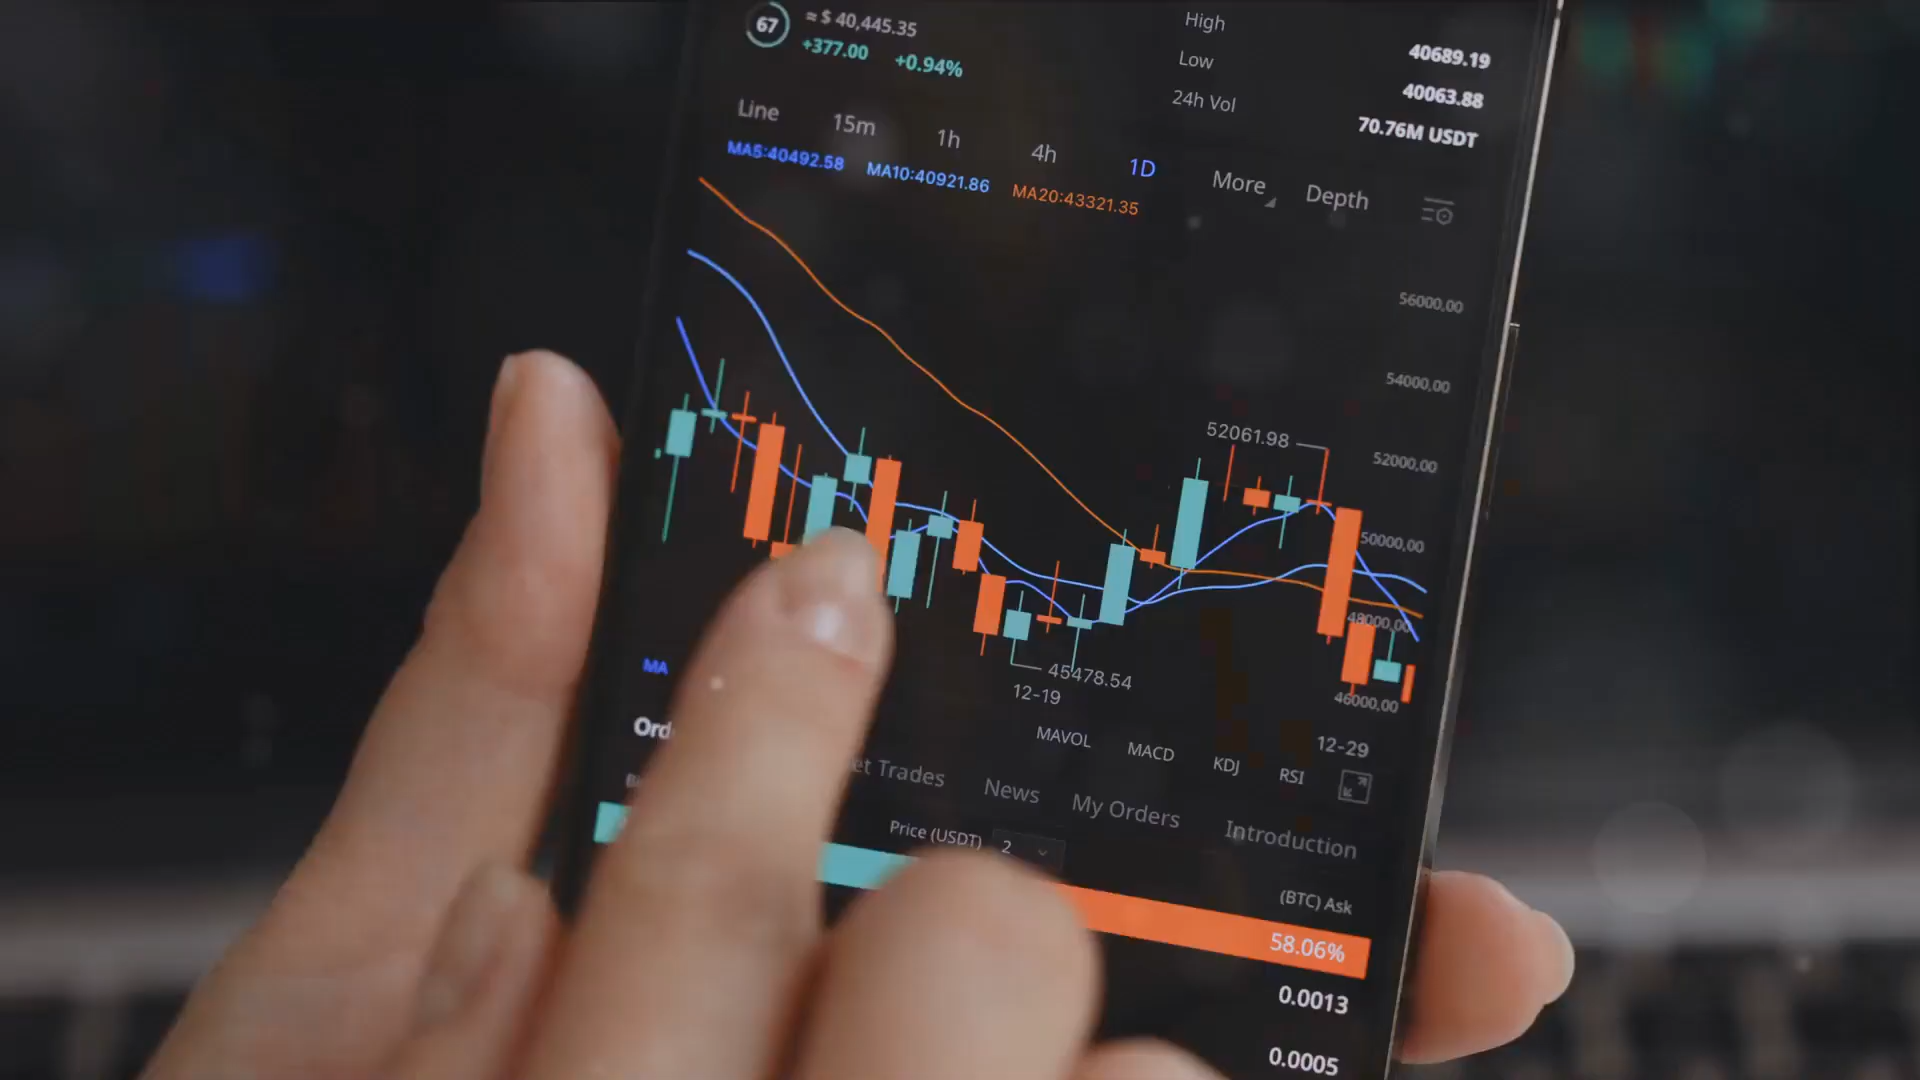 67
≈ $ 40,445.35
+377.00 +0.94%
High 40689.19
Low 40063.88
24h Vol 70.76M USDT
Line 15m 1h 4h 1D More Depth
MA5:40492.58 MA10:40921.86 MA20:43321.35
56000,00
54000,00
52061.98
52000,00
50000,00
48000,00
45478.54
46000,00
12-19
12-29
MA MAVOL MACD KDJ RSI
Trades News My Orders Introduction
Price (USDT) 2
(BTC) Ask
58.06%
0.0013
0.0005